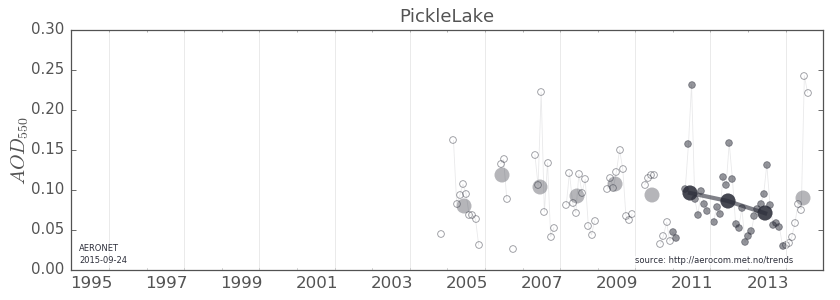 PickleLake
0.30
0.25
0.20
0.15
0.10
0.05
0.00
AOD550
AERONET
2015-09-24
source: http://aerocom.met.no/trends
1995 1997 1999 2001 2003 2005 2007 2009 2011 2013